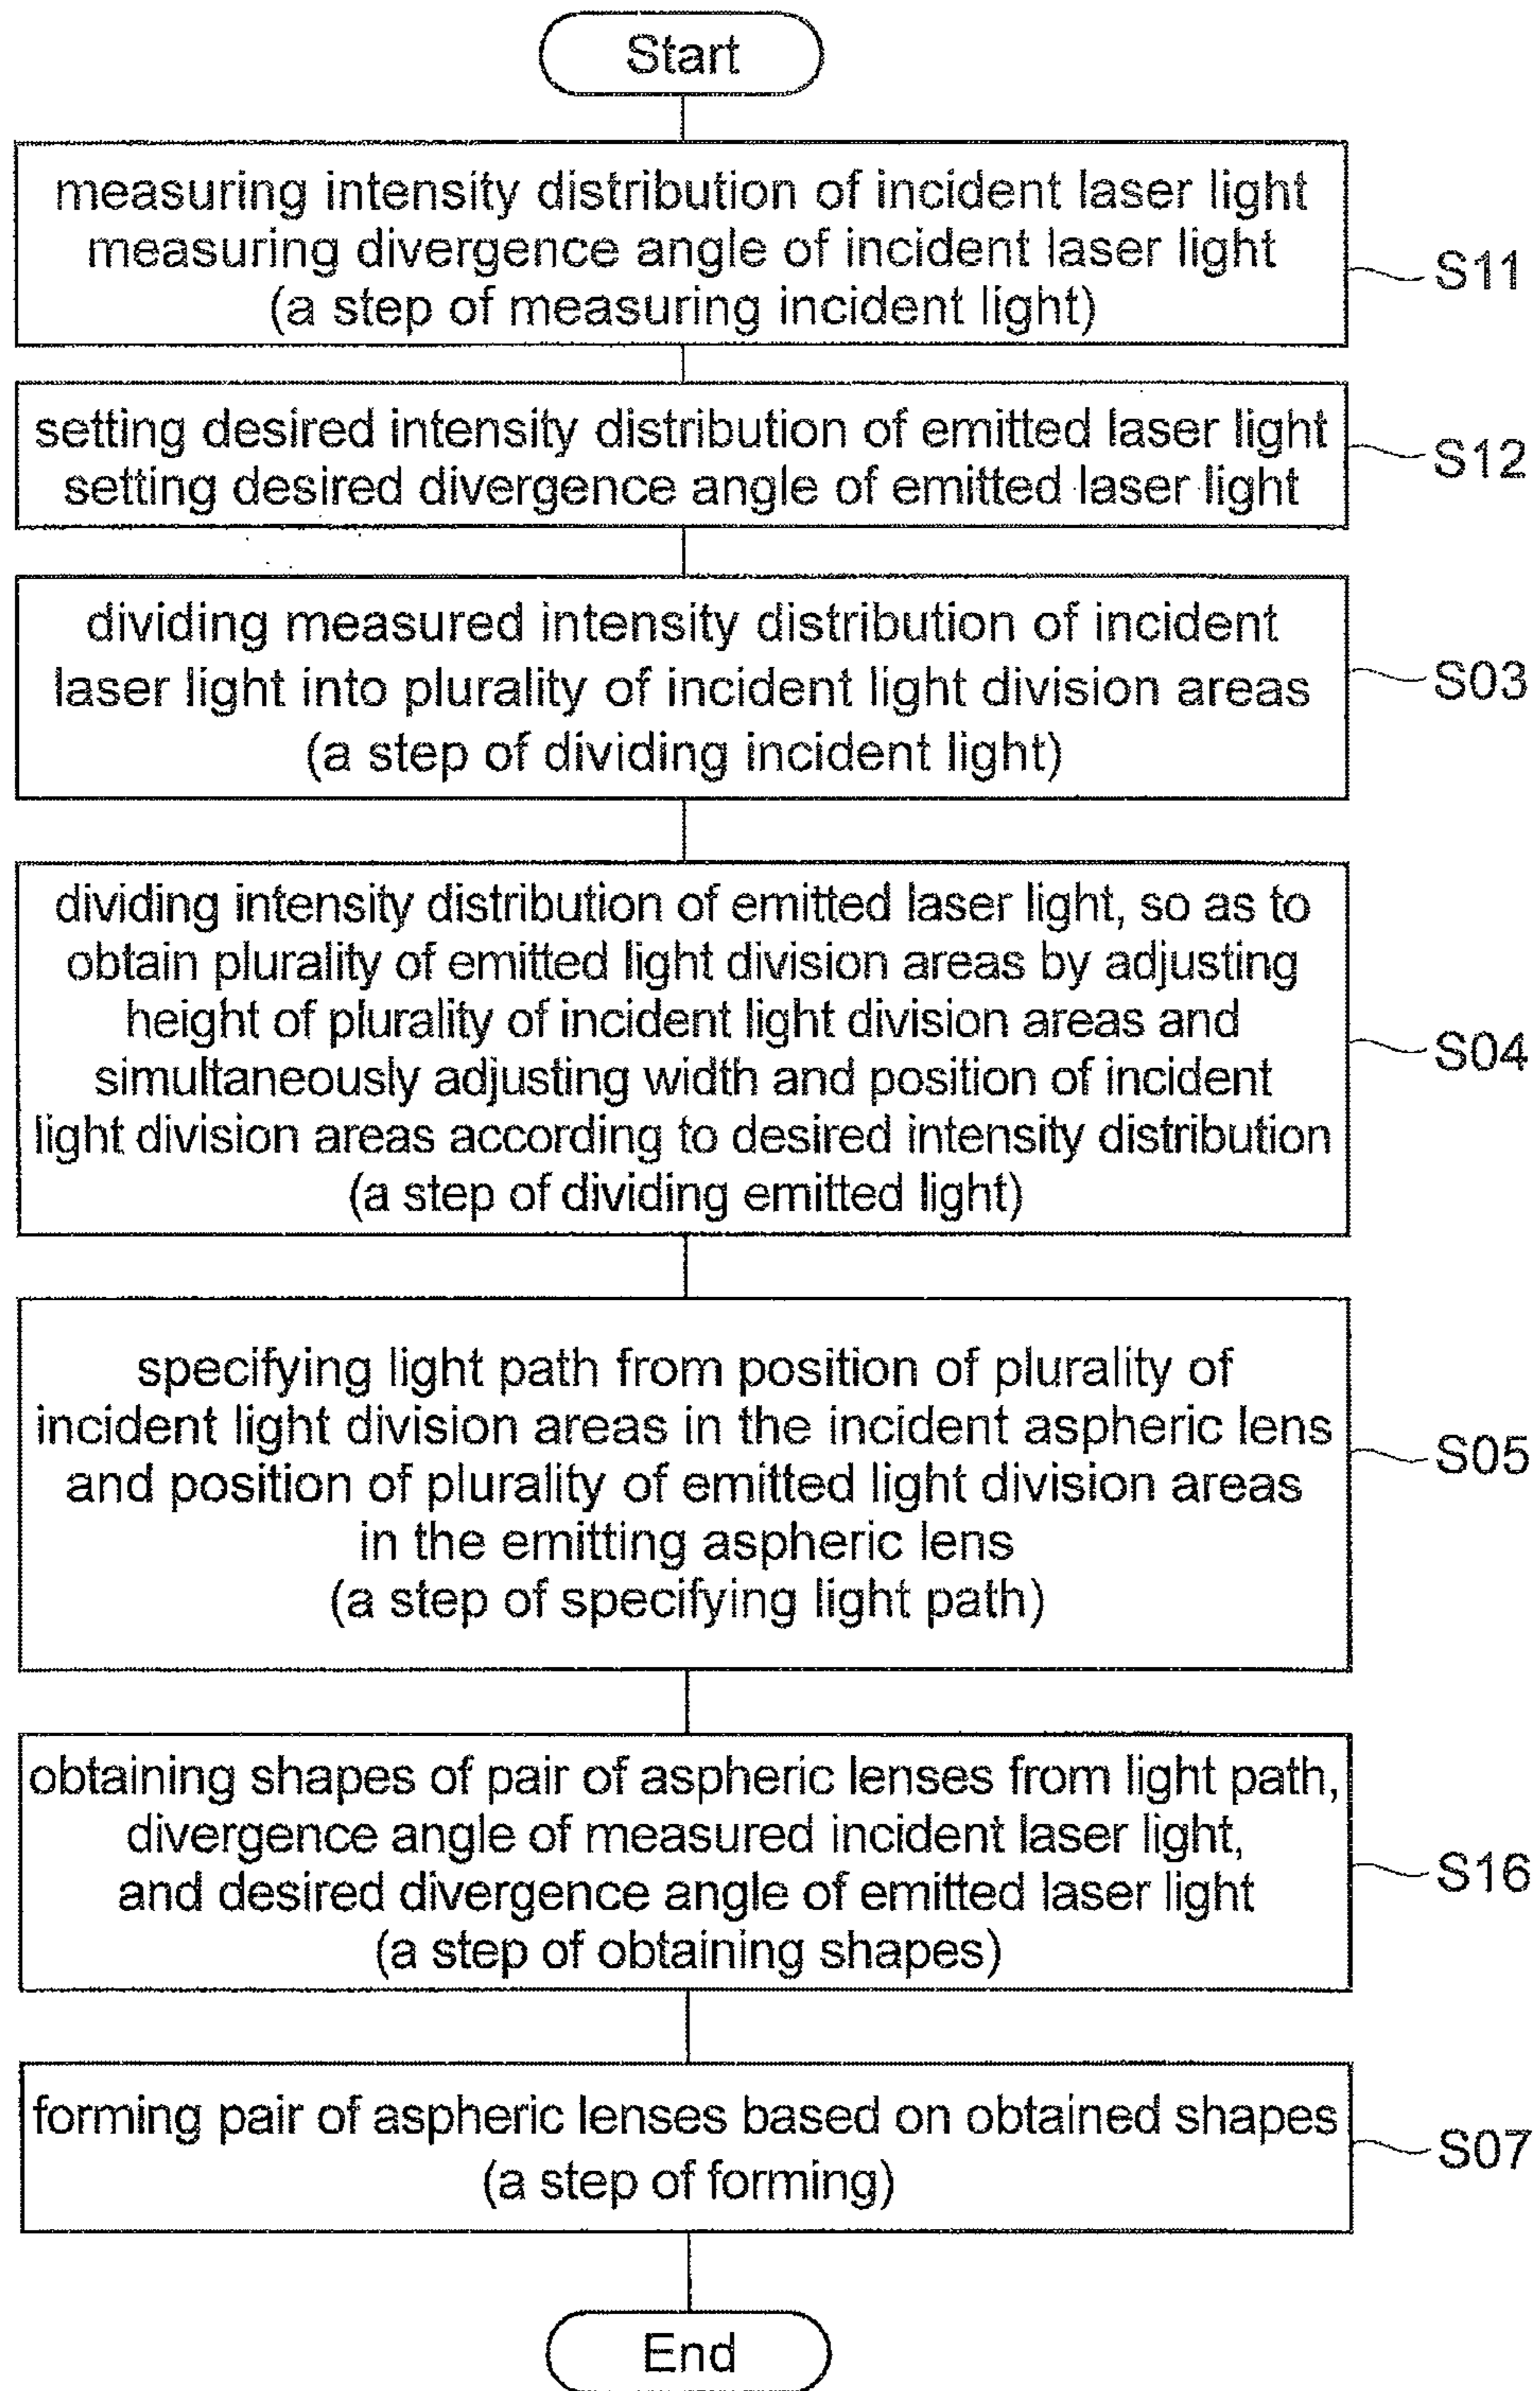 Start
measuring intensity distribution of incident laser light
measuring divergence angle of incident laser light
(a step of measuring incident light)
S11
setting desired intensity distribution of emitted laser light
setting desired divergence angle of emitted laser light
S12
dividing measured intensity distribution of incident
laser light into plurality of incident light division areas
(a step of dividing incident light)
S03
dividing intensity distribution of emitted laser light, so as to
obtain plurality of emitted light division areas by adjusting
height of plurality of incident light division areas and
simultaneously adjusting width and position of incident
light division areas according to desired intensity distribution
(a step of dividing emitted light)
S04
specifying light path from position of plurality of
incident light division areas in the incident aspheric lens
and position of plurality of emitted light division areas
in the emitting aspheric lens
(a step of specifying light path)
S05
obtaining shapes of pair of aspheric lenses from light path,
divergence angle of measured incident laser light,
and desired divergence angle of emitted laser light
(a step of obtaining shapes)
S16
forming pair of aspheric lenses based on obtained shapes
(a step of forming)
S07
End